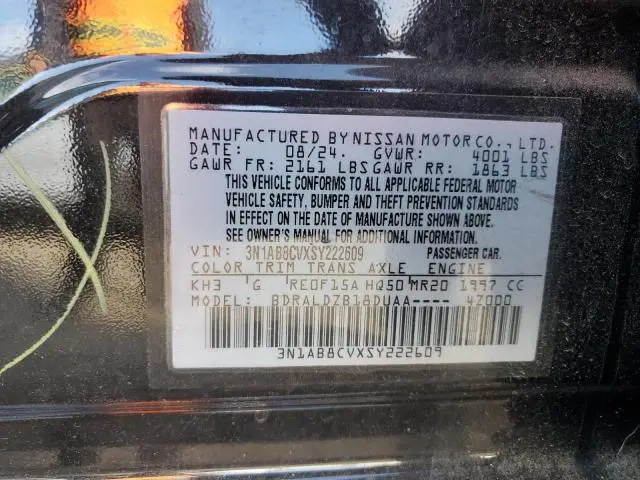 MANUFACTURED BY NISSAN MOTOR CO., LTD.
DATE: 08/24. GVWR: 4001 LBS
GAWR FR: 2161 LBS GAWR RR: 1863 LBS
THIS VEHICLE CONFORMS TO ALL APPLICABLE FEDERAL MOTOR
VEHICLE SAFETY, BUMPER AND THEFT PREVENTION STANDARDS
IN EFFECT ON THE DATE OF MANUFACTURE SHOWN ABOVE.
SEE OWNER'S MANUAL FOR ADDITIONAL INFORMATION.
VIN: 3N1AB8CVXSY222609 PASSENGER CAR.
COLOR TRIM TRANS AXLE ENGINE
KH3 G RE0F15A HQ50 MR20 1997 CC
MODEL: BDRALDZB18DUAA---- 4Z000
3N1AB8CVXSY222609